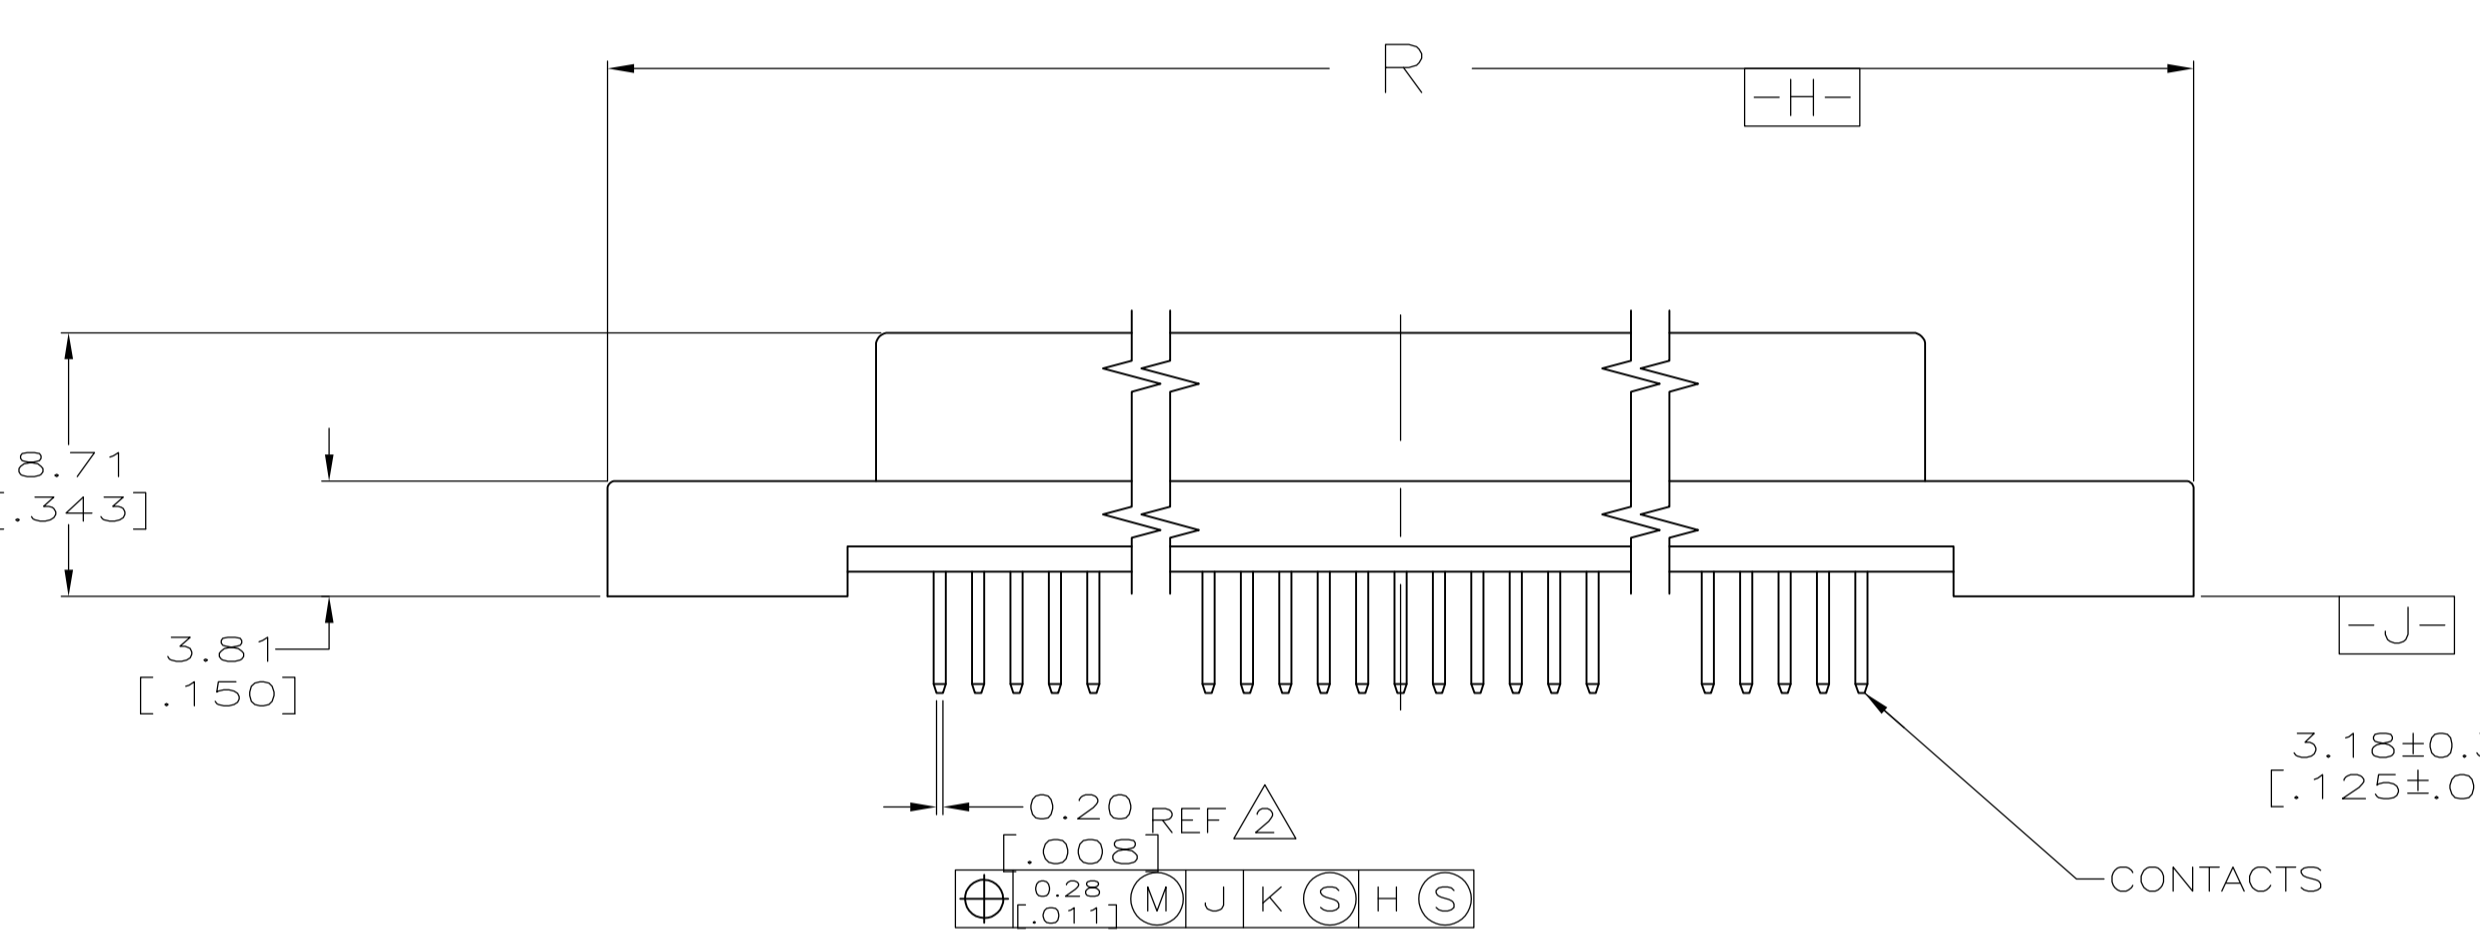 R
-H-
8.71
[.343]
3.81
[.150]
-J-
3.18±0.
[.125±.0
0.20 REF 2
[.008]
CONTACTS
⌖ 0.28 Ⓜ J K Ⓢ H Ⓢ
[.011]